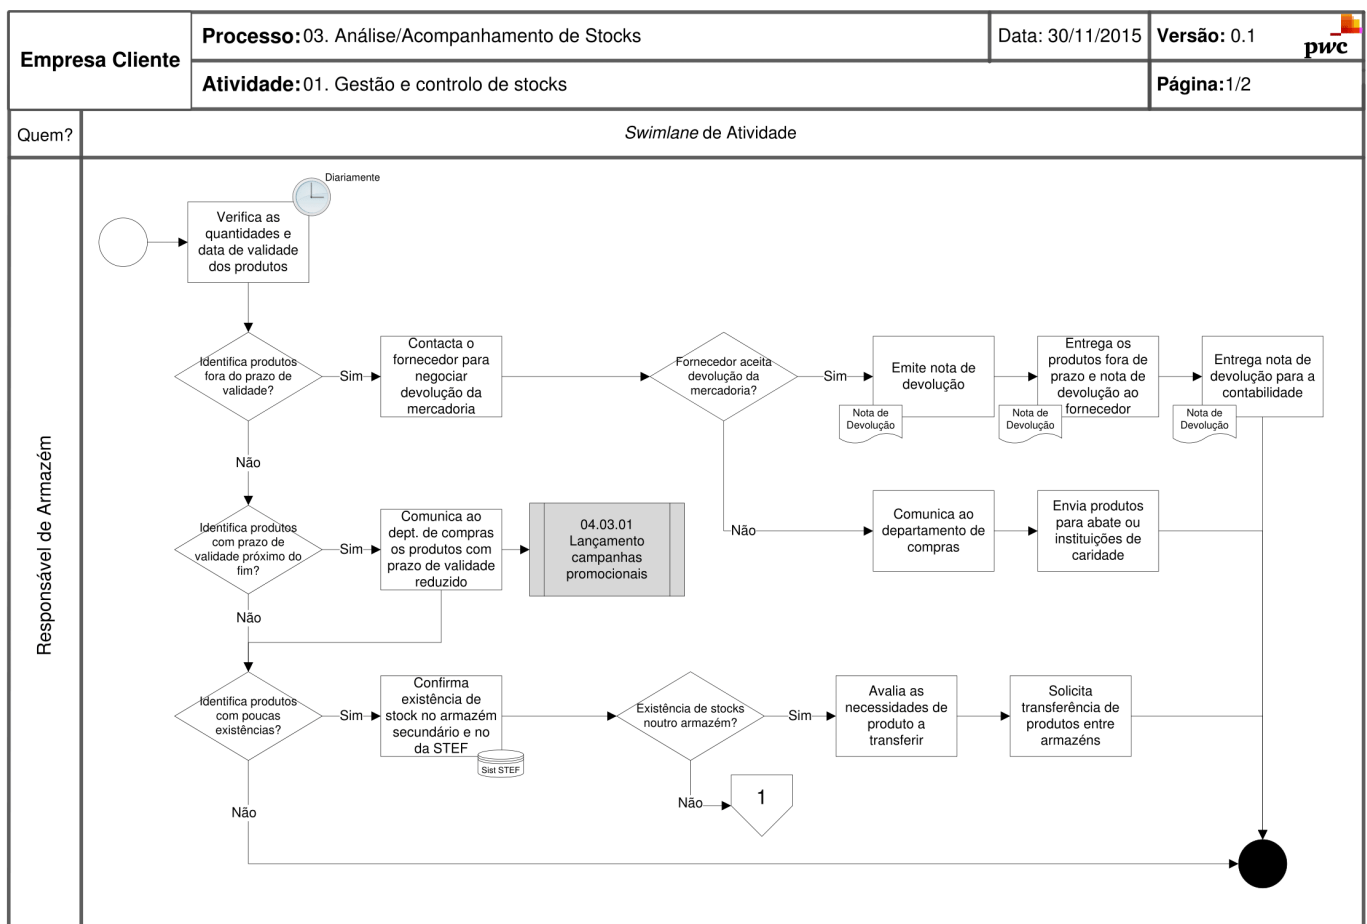 Empresa Cliente
Processo: 03. Análise/Acompanhamento de Stocks
Data: 30/11/2015
Versão: 0.1
pwc
Atividade: 01. Gestão e controlo de stocks
Página:1/2
Quem?
Swimlane de Atividade
Responsável de Armazém
Diariamente
Verifica as
quantidades e
data de validade
dos produtos
Identifica produtos
fora do prazo de
validade?
Sim
Contacta o
fornecedor para
negociar
devolução da
mercadoria
Fornecedor aceita
devolução da
mercadoria?
Sim
Emite nota de
devolução
Nota de
Devolução
Entrega os
produtos fora de
prazo e nota de
devolução ao
fornecedor
Nota de
Devolução
Entrega nota de
devolução para a
contabilidade
Nota de
Devolução
Não
Não
Comunica ao
departamento de
compras
Envia produtos
para abate ou
instituições de
caridade
Identifica produtos
com prazo de
validade próximo do
fim?
Sim
Comunica ao
dept. de compras
os produtos com
prazo de validade
reduzido
04.03.01
Lançamento
campanhas
promocionais
Não
Identifica produtos
com poucas
existências?
Sim
Confirma
existência de
stock no armazém
secundário e no
da STEF
Sist STEF
Existência de stocks
noutro armazém?
Sim
Avalia as
necessidades de
produto a
transferir
Solicita
transferência de
produtos entre
armazéns
Não
1
Não